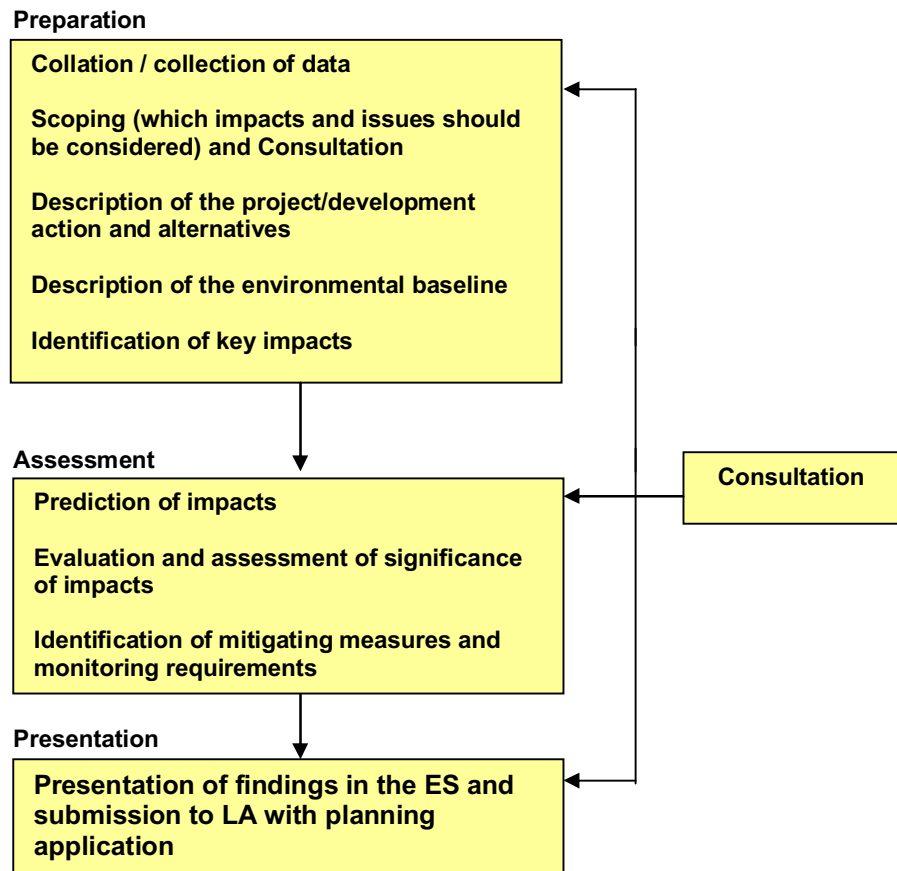 Preparation
Collation / collection of data
Scoping (which impacts and issues should
be considered) and Consultation
Description of the project/development
action and alternatives
Description of the environmental baseline
Identification of key impacts
Assessment
Prediction of impacts
Evaluation and assessment of significance
of impacts
Identification of mitigating measures and
monitoring requirements
Consultation
Presentation
Presentation of findings in the ES and
submission to LA with planning
application